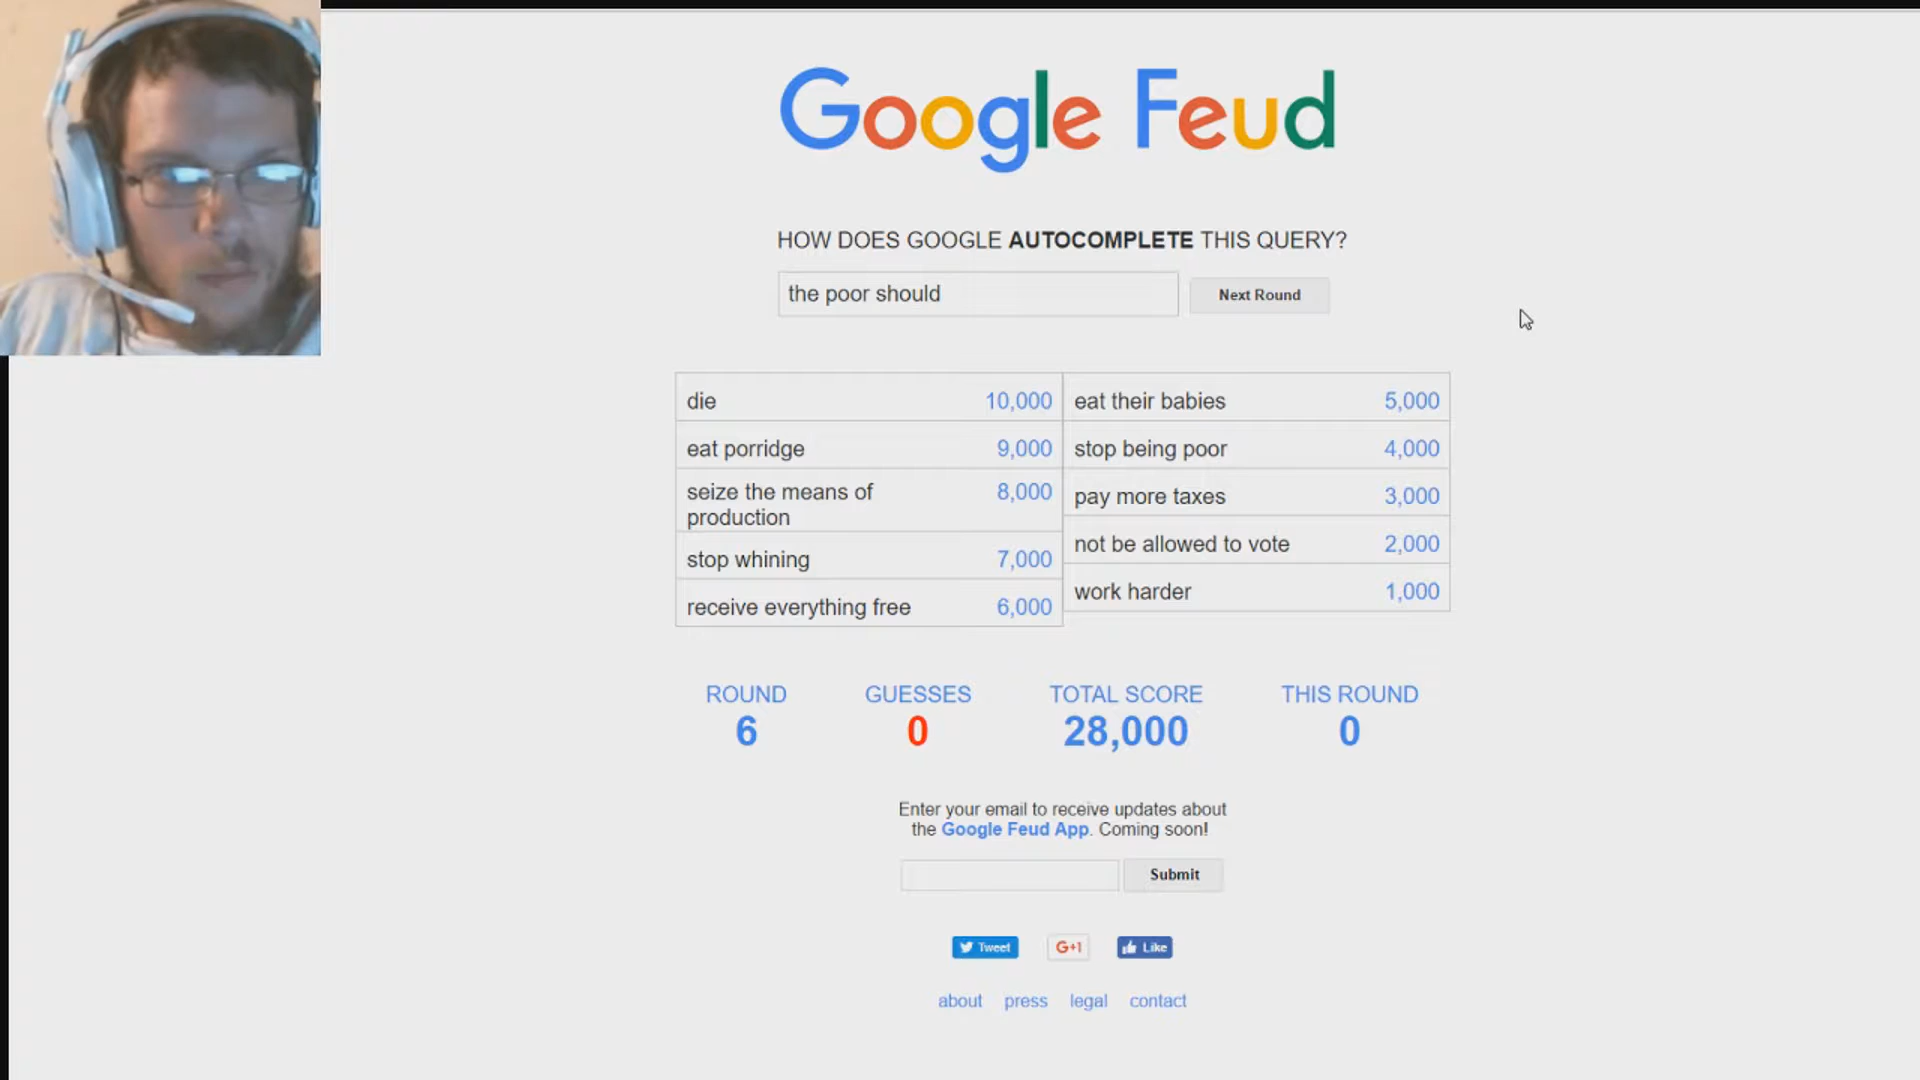 Google Feud
HOW DOES GOOGLE AUTOCOMPLETE THIS QUERY?
the poor should
Next Round
die 10,000
eat porridge 9,000
seize the means of
production 8,000
stop whining 7,000
receive everything free 6,000
eat their babies 5,000
stop being poor 4,000
pay more taxes 3,000
not be allowed to vote 2,000
work harder 1,000
ROUND GUESSES TOTAL SCORE THIS ROUND
6 0 28,000 0
Enter your email to receive updates about
the Google Feud App. Coming soon!
Submit
Tweet G+1 Like
about press legal contact